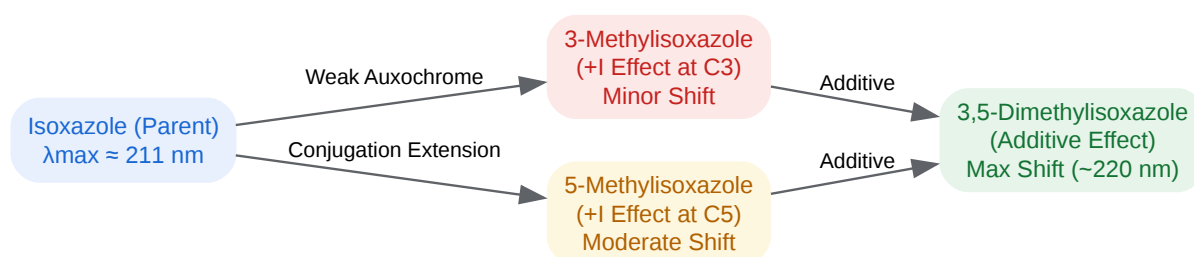 Isoxazole (Parent)
λmax ≈ 211 nm
Weak Auxochrome
Conjugation Extension
3-Methylisoxazole
(+I Effect at C3)
Minor Shift
5-Methylisoxazole
(+I Effect at C5)
Moderate Shift
Additive
Additive
3,5-Dimethylisoxazole
(Additive Effect)
Max Shift (~220 nm)